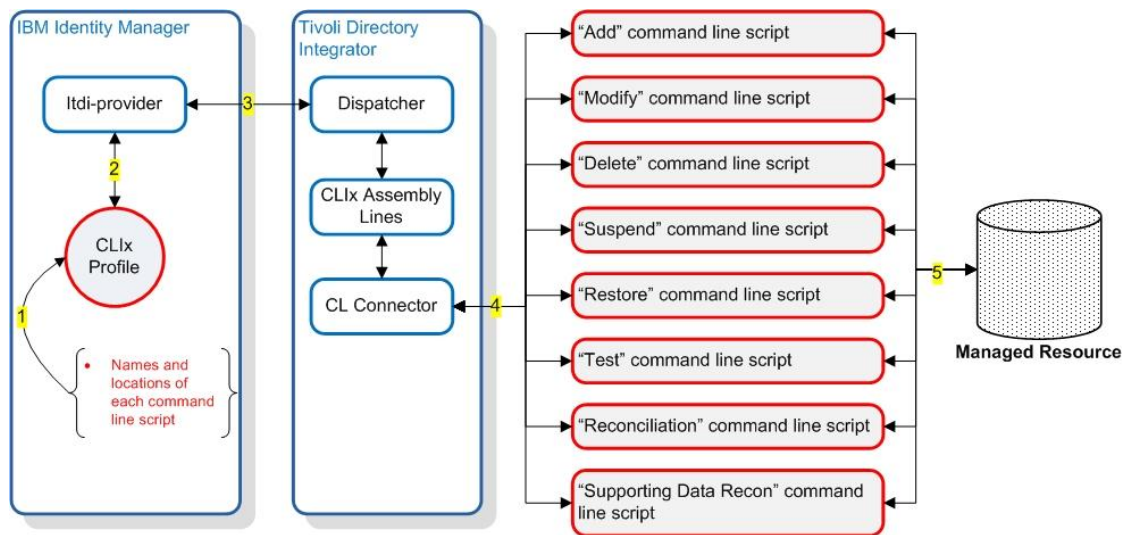 IBM Identity Manager
Itdi-provider
2
CLIx
Profile
1
• Names and
locations of
each command
line script
3
Tivoli Directory
Integrator
Dispatcher
CLIx Assembly
Lines
CL Connector
4
“Add” command line script
“Modify” command line script
“Delete” command line script
“Suspend” command line script
“Restore” command line script
“Test” command line script
“Reconciliation” command line script
“Supporting Data Recon” command
line script
5
Managed Resource